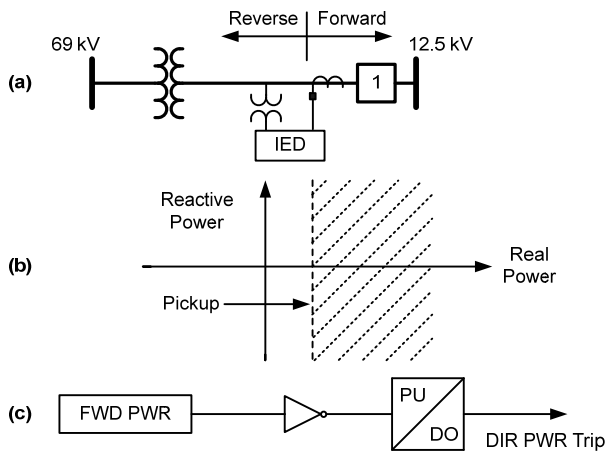 Reverse Forward
69 kV
12.5 kV
(a)
1
IED
Reactive
Power
Real
Power
(b)
Pickup
(c)
FWD PWR
PU
DO
DIR PWR Trip